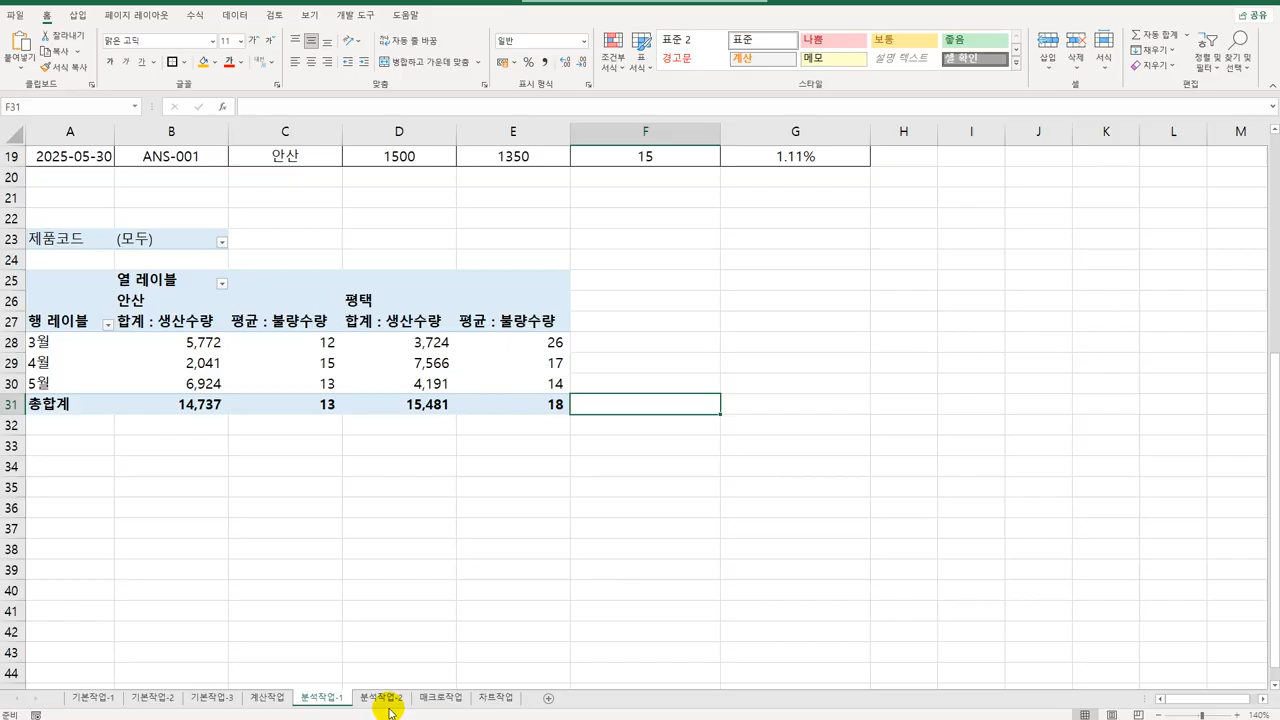 파일 홈 삽입 페이지 레이아웃 수식 데이터 검토 보기 개발 도구 도움말 공유
붙여넣기 잘라내기 복사 서식 복사 맑은 고딕 11 가 가 자동 줄 바꿈 일반 조건부 서식 표 서식 표준 2 표준 나쁨 보통 좋음 삽입 삭제 서식 자동 합계 채우기 정렬 및 필터 찾기 및 선택
가 가 가 가 병합하고 가운데 맞춤 % 경고문 계산 메모 설명 텍스트 셀 확인 지우기
클립보드 글꼴 맞춤 표시 형식 스타일 셀 편집
F31 fx
A B C D E F G H I J K L M
19 2025-05-30 ANS-001 안산 1500 1350 15 1.11%
20
21
22
23 제품코드 (모두)
24
25 열 레이블
26 안산 평택
27 행 레이블 합계 : 생산수량 평균 : 불량수량 합계 : 생산수량 평균 : 불량수량
28 3월 5,772 12 3,724 26
29 4월 2,041 15 7,566 17
30 5월 6,924 13 4,191 14
31 총합계 14,737 13 15,481 18
32
33
34
35
36
37
38
39
40
41
42
43
44
기본작업-1 기본작업-2 기본작업-3 계산작업 분석작업-1 분석작업-2 매크로작업 차트작업
준비 140%